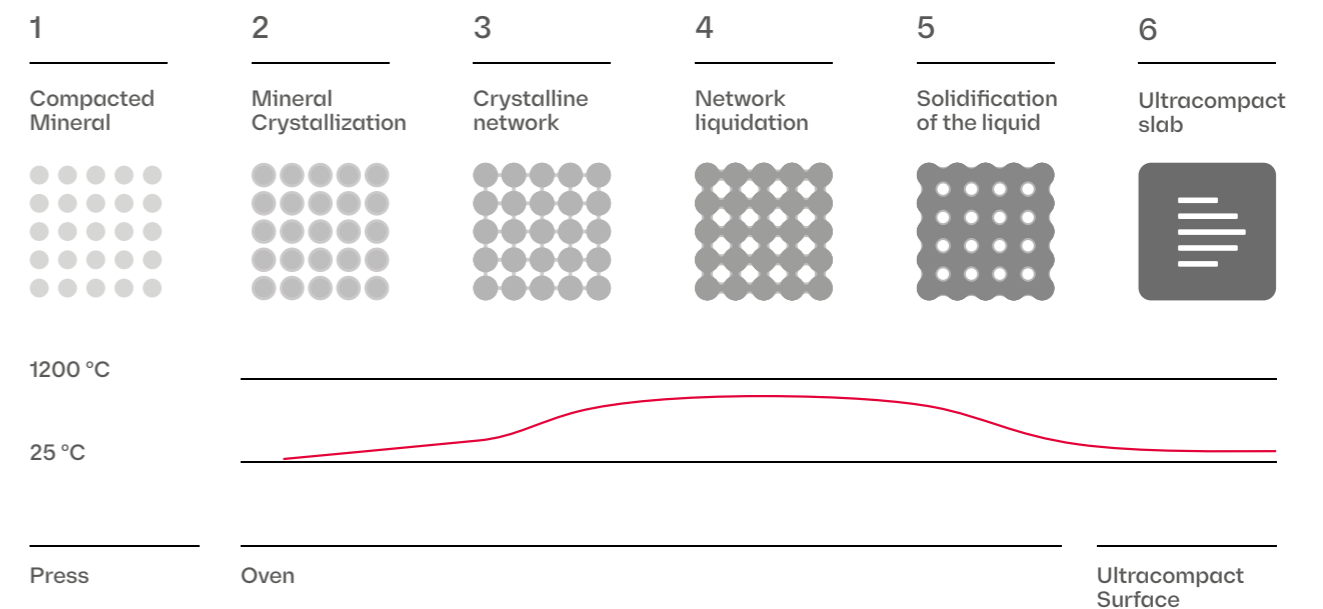 1
Compacted
Mineral
2
Mineral
Crystallization
3
Crystalline
network
4
Network
liquidation
5
Solidification
of the liquid
6
Ultracompact
slab
1200 °C
25 °C
Press
Oven
Ultracompact
Surface